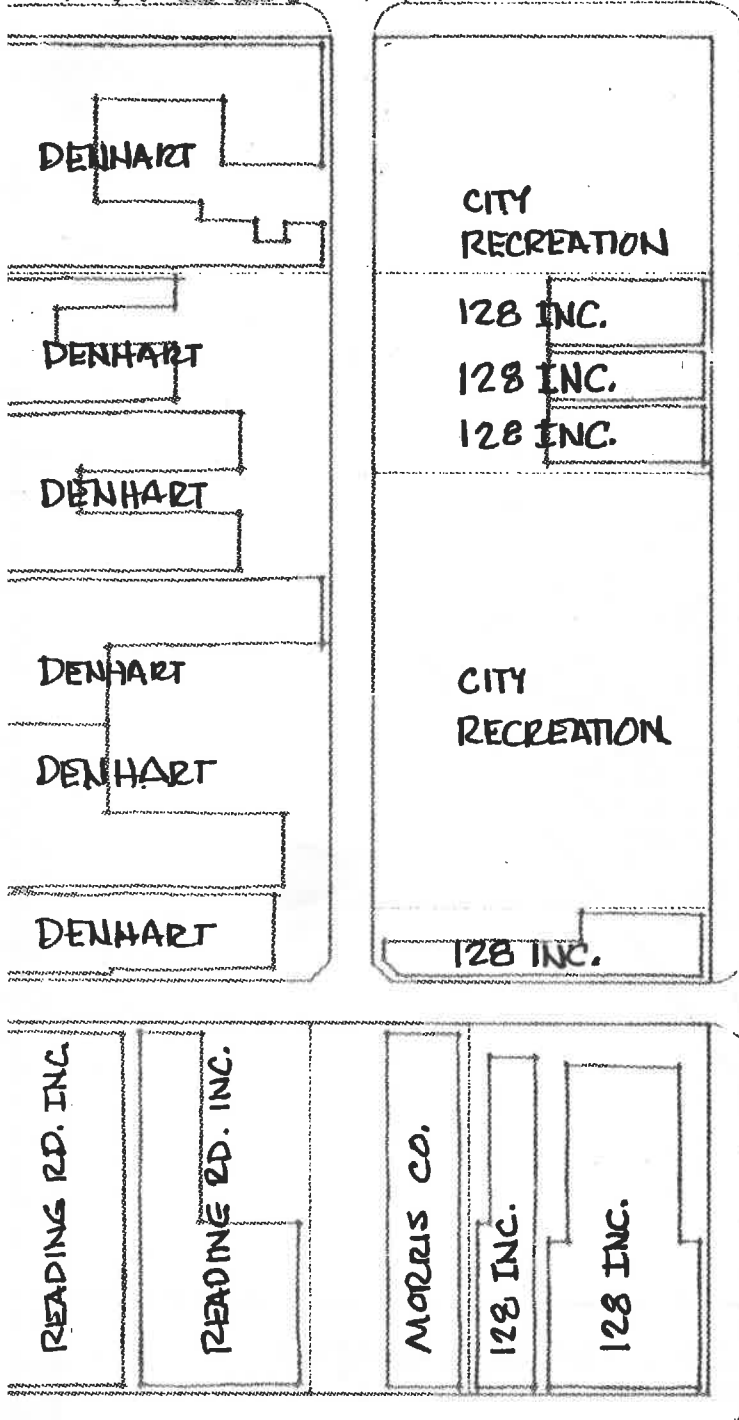 DENHART
CITY
RECREATION
128 INC.
DENHART
128 INC.
128 INC.
DENHART
DENHART
CITY
RECREATION
DENHART
DENHART
128 INC.
READING RD. INC.
READING RD. INC.
MORRIS CO.
128 INC.
128 INC.